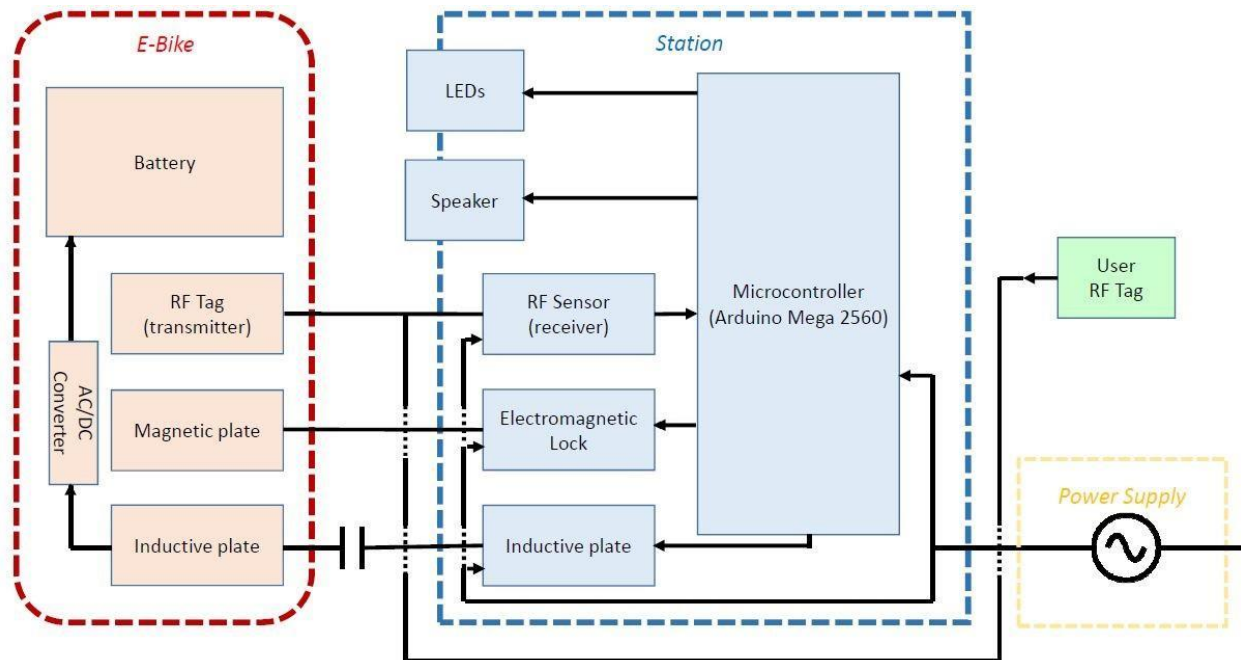 E-Bike
Battery
RF Tag
(transmitter)
AC/DC
Converter
Magnetic plate
Inductive plate
Station
LEDs
Speaker
RF Sensor
(receiver)
Electromagnetic
Lock
Inductive plate
Microcontroller
(Arduino Mega 2560)
User
RF Tag
Power Supply